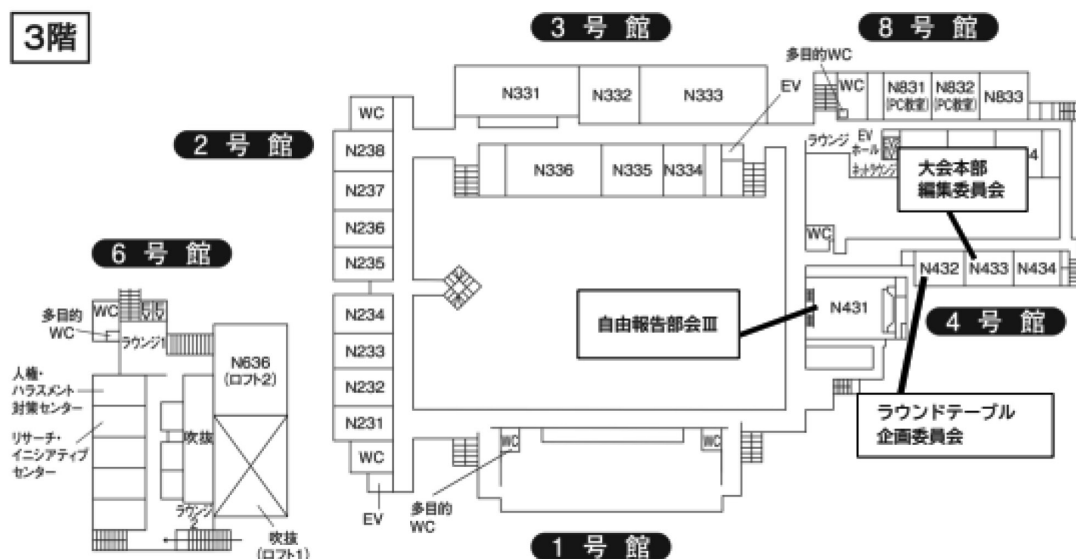 3階
3 号 館
8 号 館
多目的WC
EV
WC
N831
(PC教室)
N832
(PC教室)
N833
N331
N332
N333
2 号 館
WC
N238
N237
N236
N235
N234
N233
N232
N231
WC
EV
N336
N335
N334
ラウンジ
EV
ホール
EV
ネットラウンジ
大会本部
編集委員会
4
WC
N432
N433
N434
N431
4 号 館
自由報告部会Ⅲ
ラウンドテーブル
企画委員会
6 号 館
多目的
WC
WC
EV
EV
ラウンジ1
N636
(ロフト2)
人権・
ハラスメント
対策センター
リサーチ・
イニシアティブ
センター
吹抜
ラウンジ
2
吹抜
(ロフト1)
WC
WC
多目的
WC
1 号 館